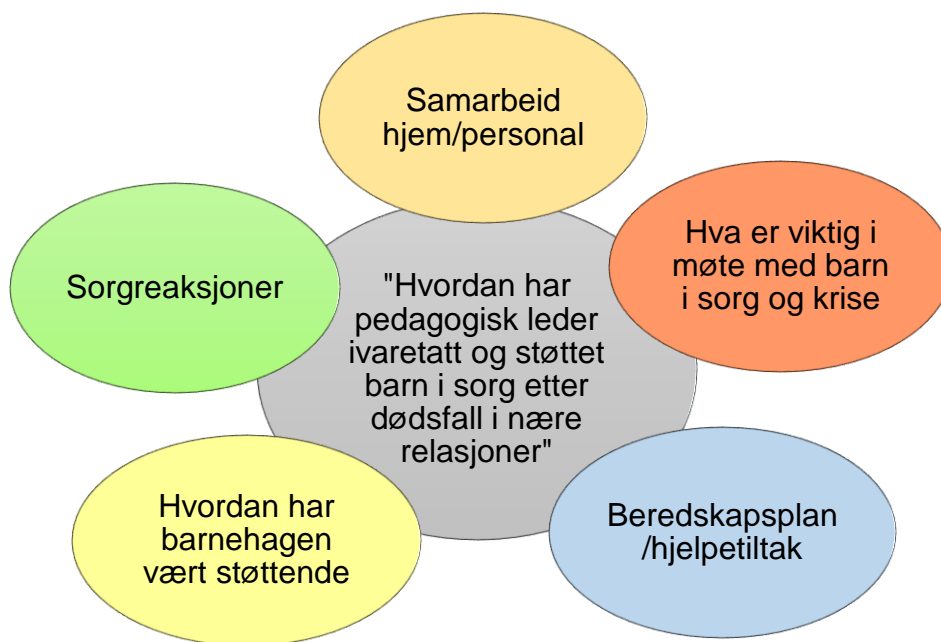 Samarbeid
hjem/personal
Hva er viktig i
møte med barn
i sorg og krise
Sorgreaksjoner
"Hvordan har
pedagogisk leder
ivaretatt og støttet
barn i sorg etter
dødsfall i nære
relasjoner"
Hvordan har
barnehagen
vært støttende
Beredskapsplan
/hjelpetiltak